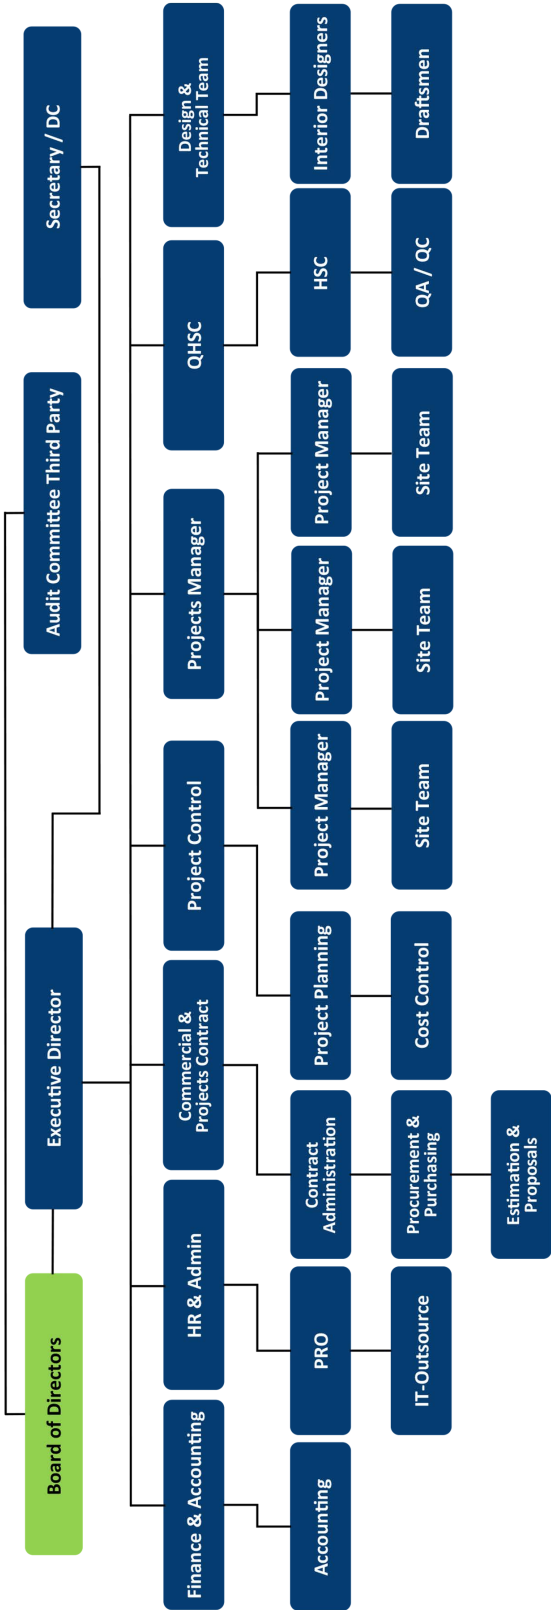 Board of Directors
Executive Director
Audit Committee Third Party
Secretary / DC
Finance & Accounting
HR & Admin
Commercial &
Projects Contract
Project Control
Projects Manager
QHSC
Design &
Technical Team
Accounting
PRO
Contract
Administration
Project Planning
Project Manager
Project Manager
Project Manager
HSC
Interior Designers
IT-Outsource
Procurement &
Purchasing
Cost Control
Site Team
Site Team
Site Team
QA / QC
Draftsmen
Estimation &
Proposals